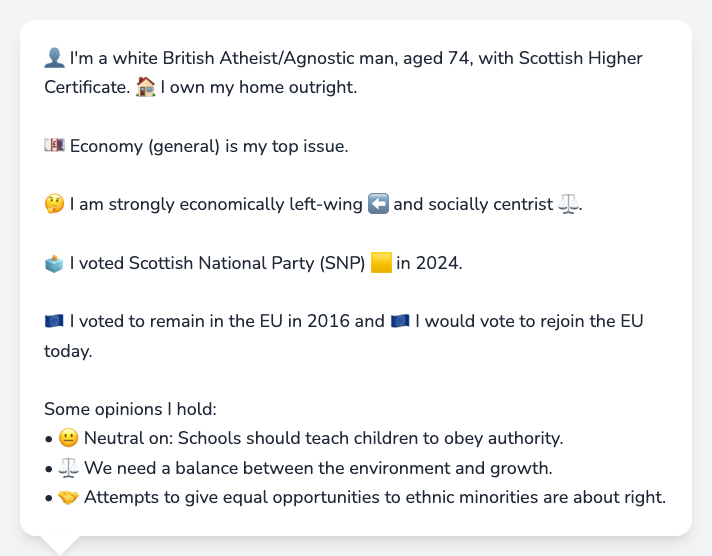 👤 I'm a white British Atheist/Agnostic man, aged 74, with Scottish Higher
Certificate. 🏠 I own my home outright.
💷 Economy (general) is my top issue.
🤔 I am strongly economically left-wing ⬅️ and socially centrist ⚖️.
🗳️ I voted Scottish National Party (SNP) 🟨 in 2024.
🇪🇺 I voted to remain in the EU in 2016 and 🇪🇺 I would vote to rejoin the EU
today.
Some opinions I hold:
• 😐 Neutral on: Schools should teach children to obey authority.
• ⚖️ We need a balance between the environment and growth.
• 🤝 Attempts to give equal opportunities to ethnic minorities are about right.